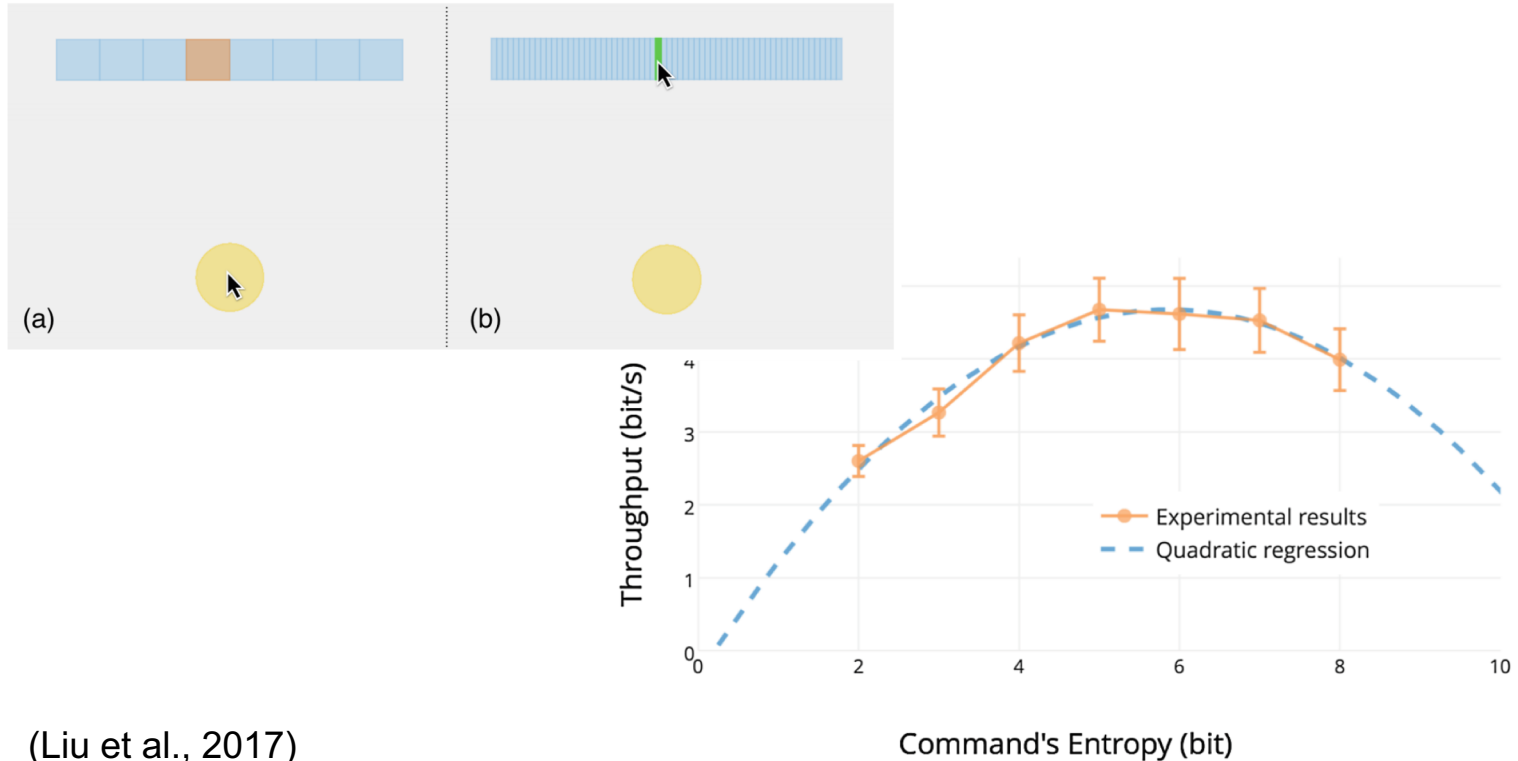 (a)
(b)
Throughput (bit/s)
4
3
2
1
0
0 2 4 6 8 10
Experimental results
Quadratic regression
Command's Entropy (bit)
(Liu et al., 2017)